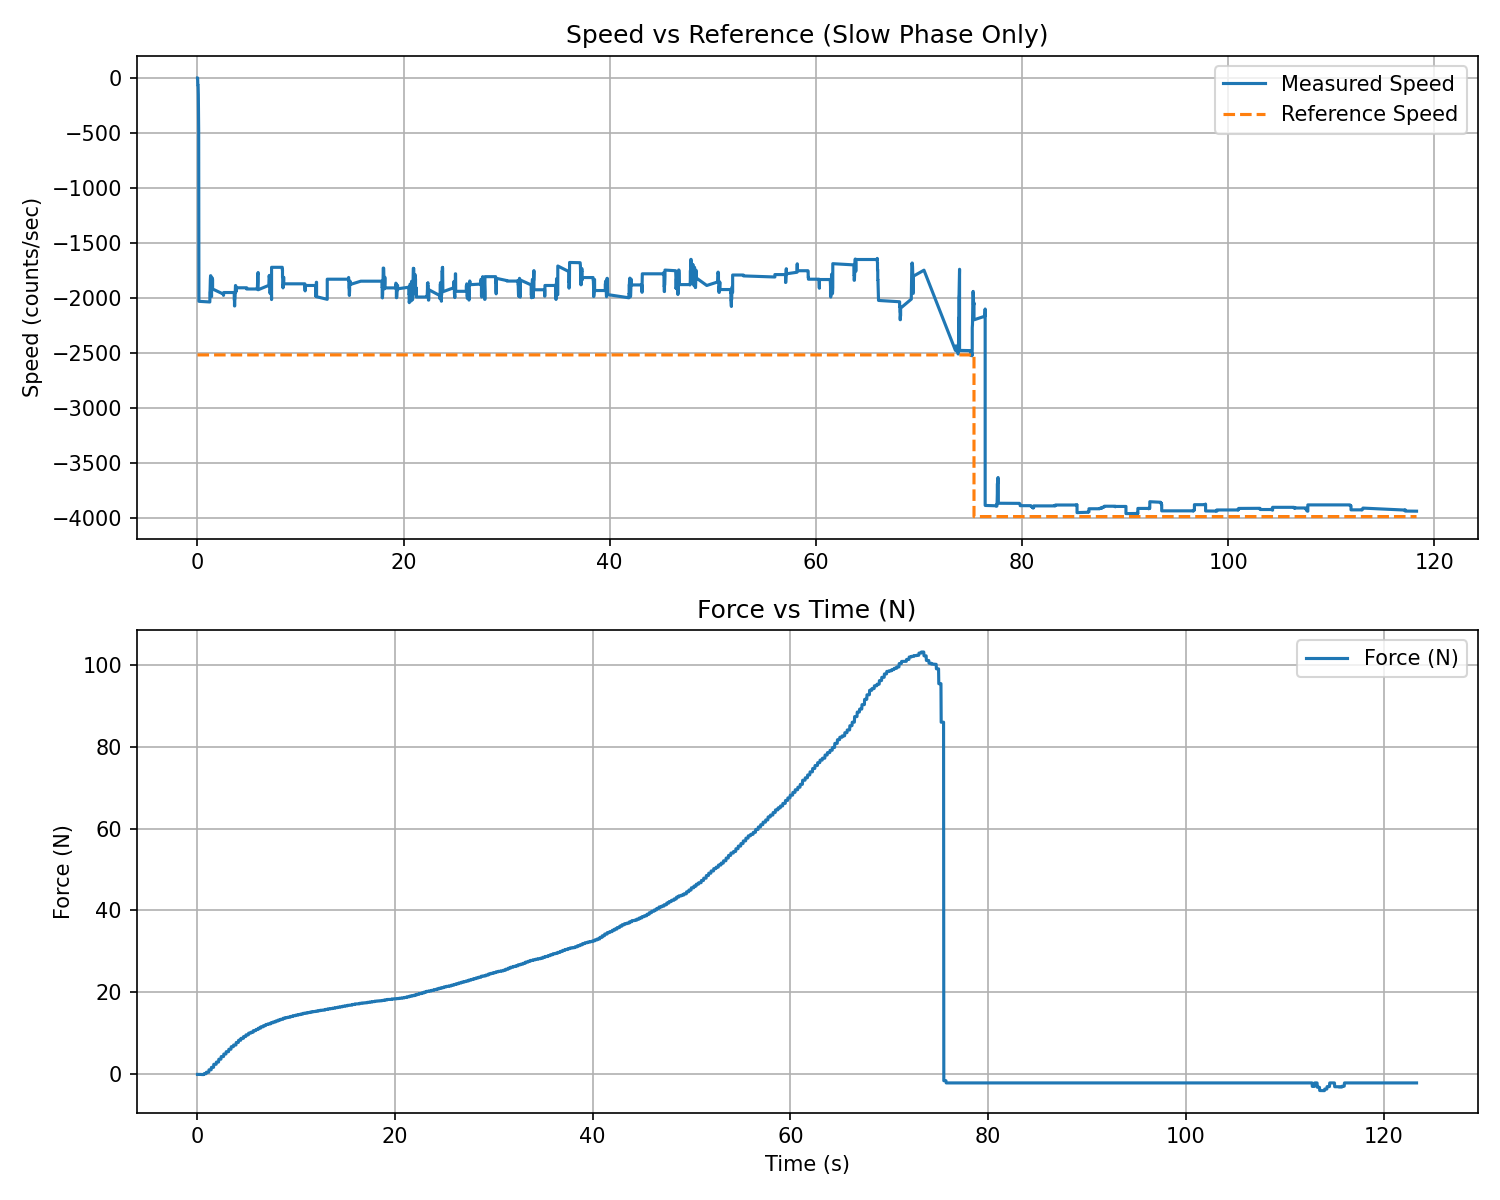 Speed vs Reference (Slow Phase Only)
Measured Speed
Reference Speed
Speed (counts/sec)
0
−500
−1000
−1500
−2000
−2500
−3000
−3500
−4000
0 20 40 60 80 100 120
Force vs Time (N)
Force (N)
Force (N)
100
80
60
40
20
0
0 20 40 60 80 100 120
Time (s)